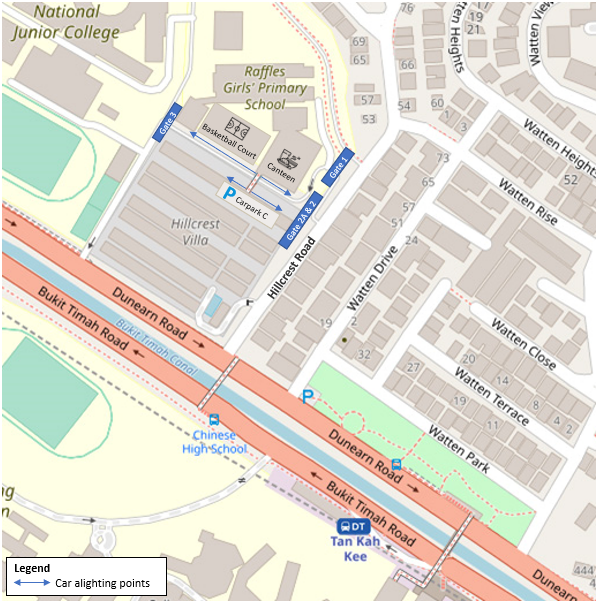 National
Junior College
76
17
19
21
Watten Heights
Watten View
69
65
66
Raffles
Girls' Primary
School
57
54
60
3
53
Gate 3
Basketball Court
Canteen
Gate 1
Watten Heights
52
73
65
Watten Rise
P
Carpark C
Gate 2A & 2
57
51
24
Hillcrest
Villa
Hillcrest Road
Watten Drive
Dunearn Road
Bukit Timah Road
Bukit Timah Canal
19
2
32
Watten Close
20
14
8
4
2
27
Watten Terrace
19
11
Watten Park
P
Chinese
High School
Dunearn Road
Bukit Timah Road
DT
Tan Kah
Kee
Dunearn
444
ng
n
Legend
Car alighting points